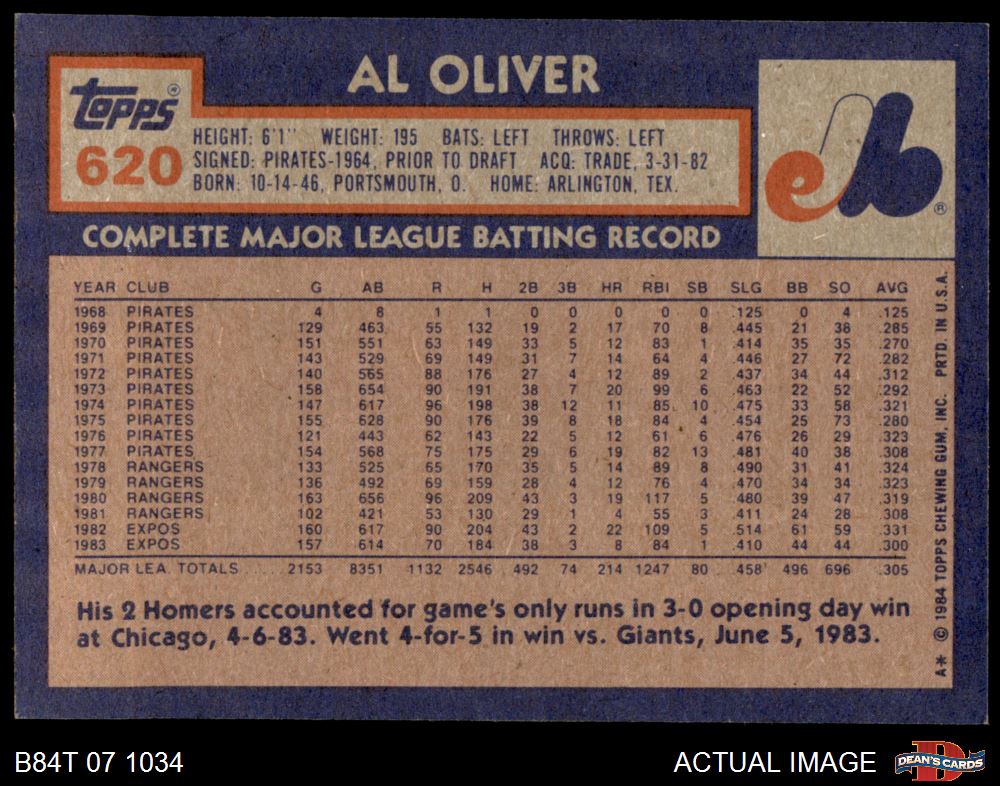 AL OLIVER
Topps®
620
HEIGHT: 6'1" WEIGHT: 195 BATS: LEFT THROWS: LEFT
SIGNED: PIRATES-1964, PRIOR TO DRAFT ACQ: TRADE, 3-31-82
BORN: 10-14-46, PORTSMOUTH, O. HOME: ARLINGTON, TEX.
eb
®
COMPLETE MAJOR LEAGUE BATTING RECORD
YEAR CLUB G AB R H 2B 3B HR RBI SB SLG BB SO AVG
1968 PIRATES 4 8 1 1 0 0 0 0 0 .125 0 4 .125
1969 PIRATES 129 463 55 132 19 2 17 70 8 .445 21 38 .285
1970 PIRATES 151 551 63 149 33 5 12 83 1 .414 35 35 .270
1971 PIRATES 143 529 69 149 31 7 14 64 4 .446 27 72 .282
1972 PIRATES 140 565 88 176 27 4 12 89 2 .437 34 44 .312
1973 PIRATES 158 654 90 191 38 7 20 99 6 .463 22 52 .292
1974 PIRATES 147 617 96 198 38 12 11 85 10 .475 33 58 .321
1975 PIRATES 155 628 90 176 39 8 18 84 4 .454 25 73 .280
1976 PIRATES 121 443 62 143 22 5 12 61 6 .476 26 29 .323
1977 PIRATES 154 568 75 175 29 6 19 82 13 .481 40 38 .308
1978 RANGERS 133 525 65 170 35 5 14 89 8 .490 31 41 .324
1979 RANGERS 136 492 69 159 28 4 12 76 4 .470 34 34 .323
1980 RANGERS 163 656 96 209 43 3 19 117 5 .480 39 47 .319
1981 RANGERS 102 421 53 130 29 1 4 55 3 .411 24 28 .308
1982 EXPOS 160 617 90 204 43 2 22 109 5 .514 61 59 .331
1983 EXPOS 157 614 70 184 38 3 8 84 1 .410 44 44 .300
MAJOR LEA. TOTALS 2153 8351 1132 2546 492 74 214 1247 80 .458 496 696 .305
His 2 Homers accounted for game's only runs in 3-0 opening day win
at Chicago, 4-6-83. Went 4-for-5 in win vs. Giants, June 5, 1983.
A* © 1984 TOPPS CHEWING GUM, INC. PRTD. IN U.S.A.
B84T 07 1034
ACTUAL IMAGE
D
DEAN'S CARDS